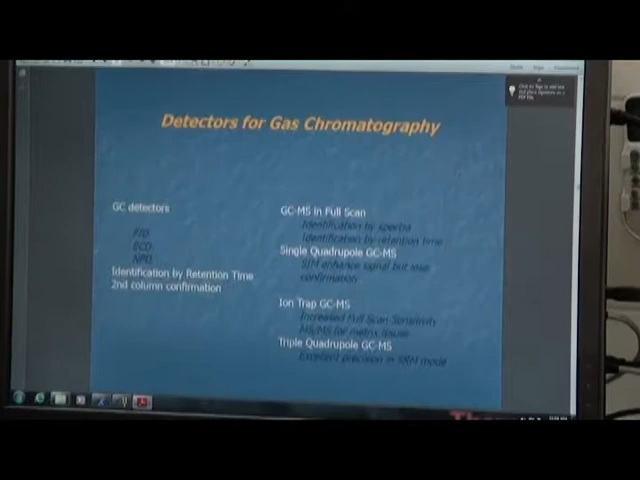 Detectors for Gas Chromatography
GC detectors
FID
ECD
NPD
Identification by Retention Time
2nd column confirmation
GC-MS in Full Scan
Identification by spectra
Identification by retention time
Single Quadrupole GC-MS
SIM enhance signal but lose
confirmation
Ion Trap GC-MS
Increased Full Scan Sensitivity
MS/MS for matrix issues
Triple Quadrupole GC-MS
Excellent precision in SRM mode